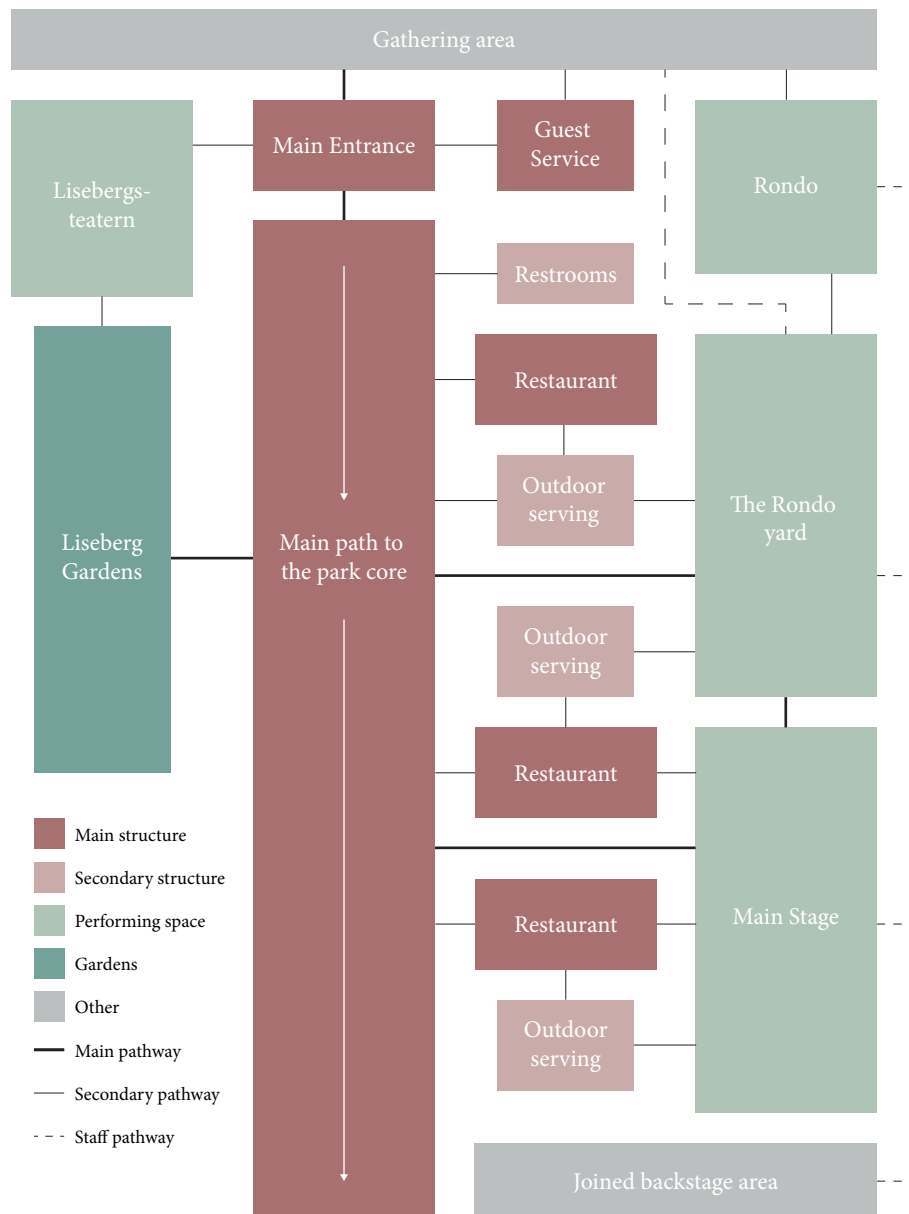 Gathering area
Main Entrance
Guest
Service
Lisebergs-
teatern
Rondo
Restrooms
Restaurant
Outdoor
serving
The Rondo
yard
Liseberg
Gardens
Main path to
the park core
Outdoor
serving
Restaurant
Restaurant
Main Stage
Outdoor
serving
Joined backstage area
Main structure
Secondary structure
Performing space
Gardens
Other
Main pathway
Secondary pathway
Staff pathway